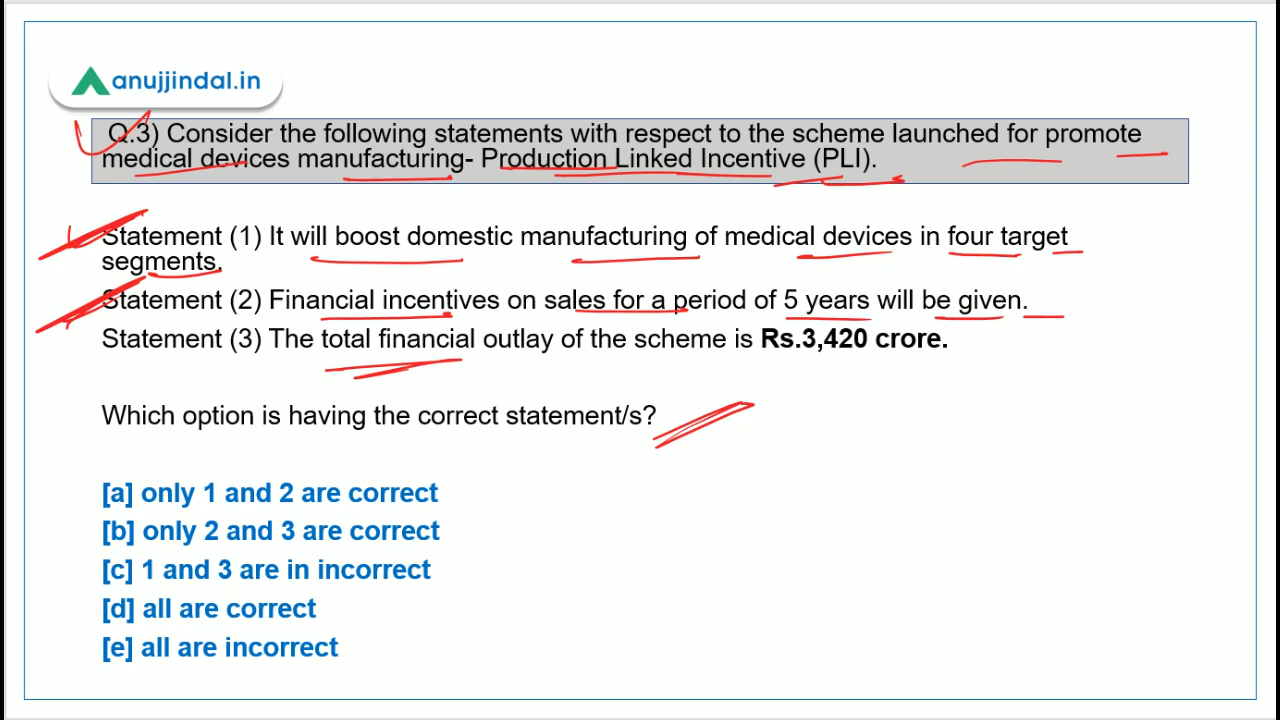 anujjindal.in
Q.3) Consider the following statements with respect to the scheme launched for promote
medical devices manufacturing- Production Linked Incentive (PLI).
Statement (1) It will boost domestic manufacturing of medical devices in four target
segments.
Statement (2) Financial incentives on sales for a period of 5 years will be given.
Statement (3) The total financial outlay of the scheme is Rs.3,420 crore.
Which option is having the correct statement/s?
[a] only 1 and 2 are correct
[b] only 2 and 3 are correct
[c] 1 and 3 are in incorrect
[d] all are correct
[e] all are incorrect